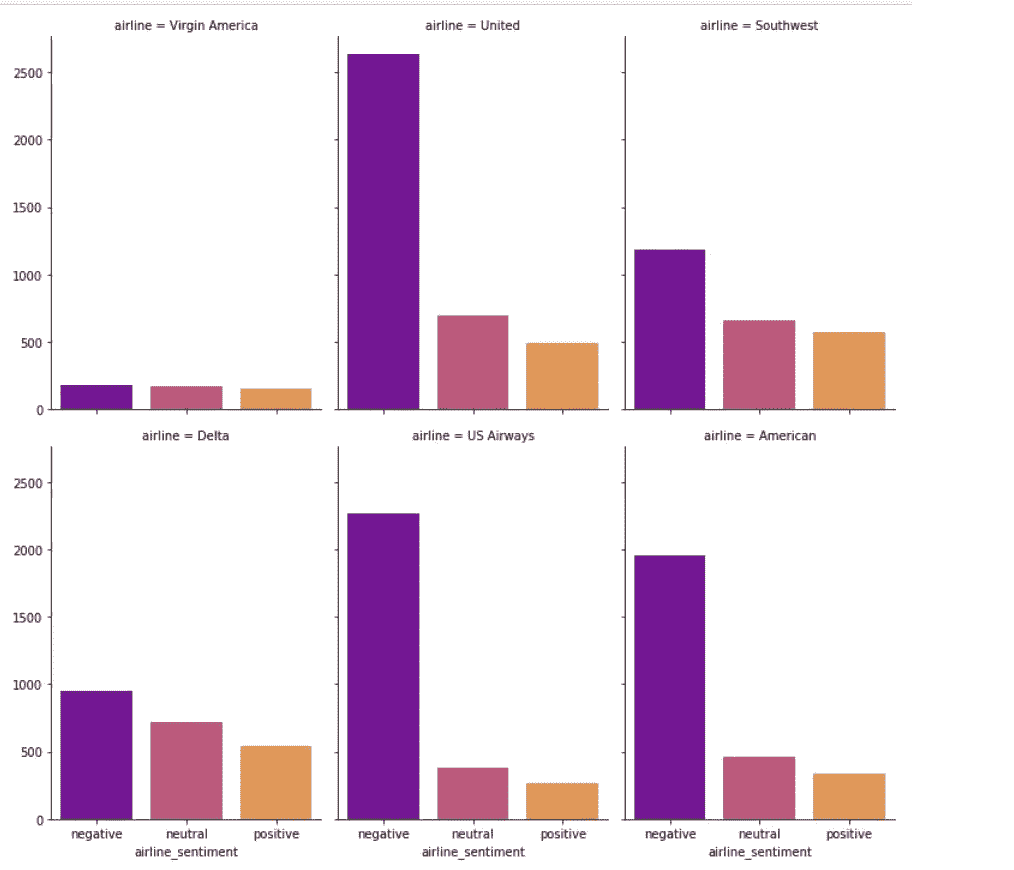 airline = Virgin America
airline = United
airline = Southwest
2500
2000
1500
1000
500
0
airline = Delta
airline = US Airways
airline = American
2500
2000
1500
1000
500
0
negative neutral positive
negative neutral positive
negative neutral positive
airline_sentiment
airline_sentiment
airline_sentiment